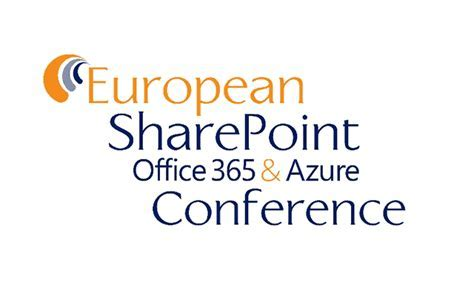 European
SharePoint
Office 365 & Azure
Conference